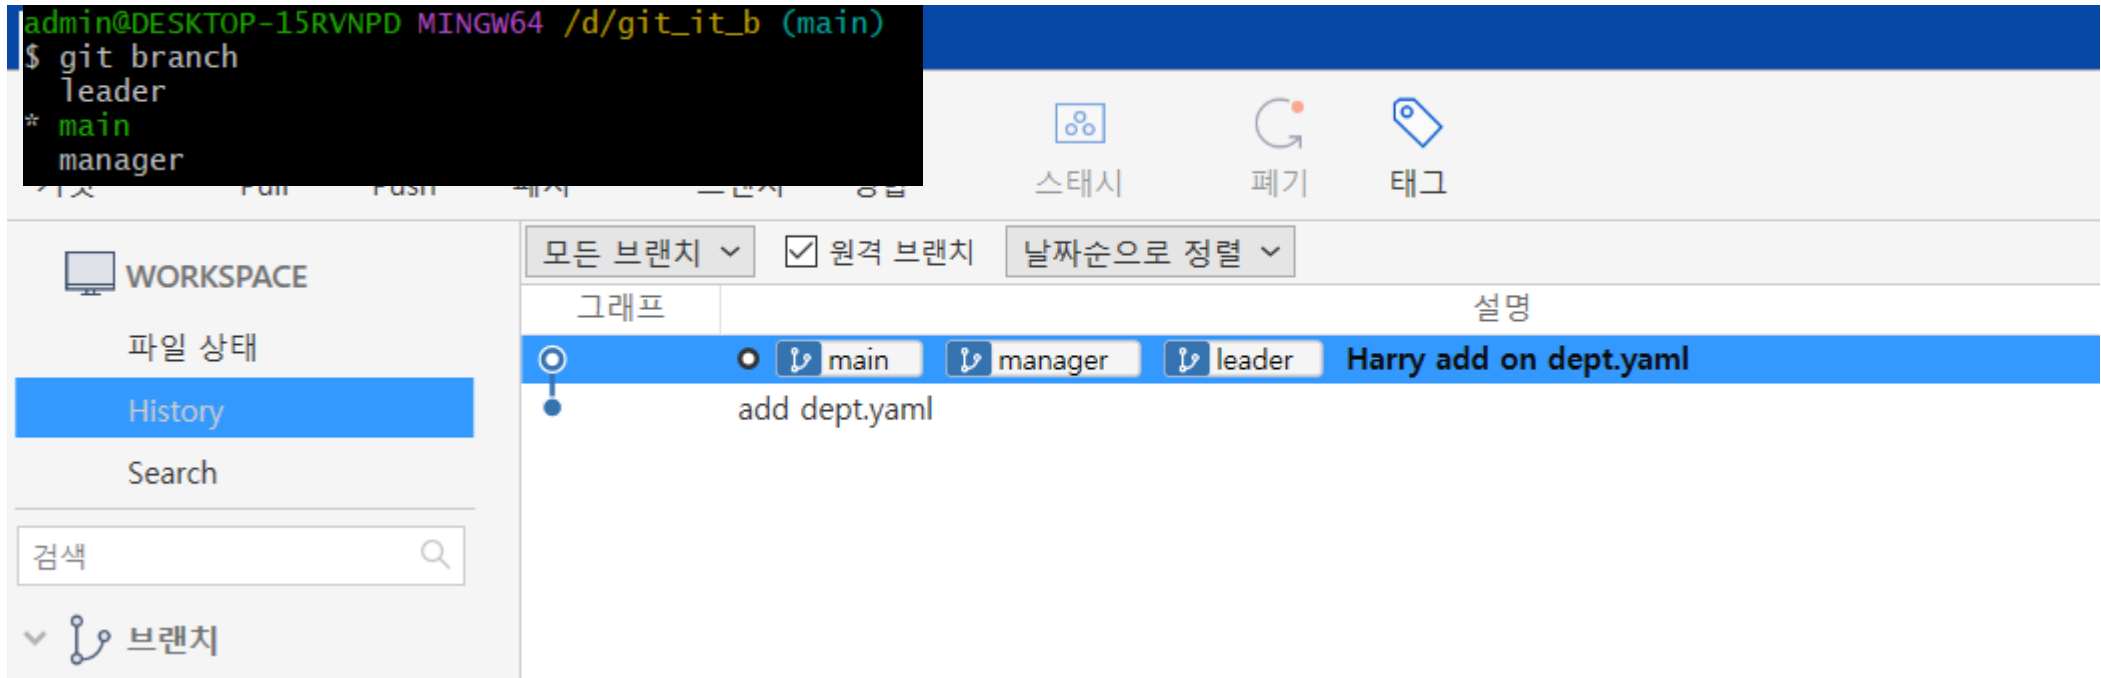 admin@DESKTOP-15RVNPD MINGW64 /d/git_it_b (main)
$ git branch
leader
* main
manager
스태시 폐기 태그
WORKSPACE
파일 상태
History
Search
검색
브랜치
모든 브랜치 원격 브랜치 날짜순으로 정렬
그래프 설명
main manager leader Harry add on dept.yaml
add dept.yaml